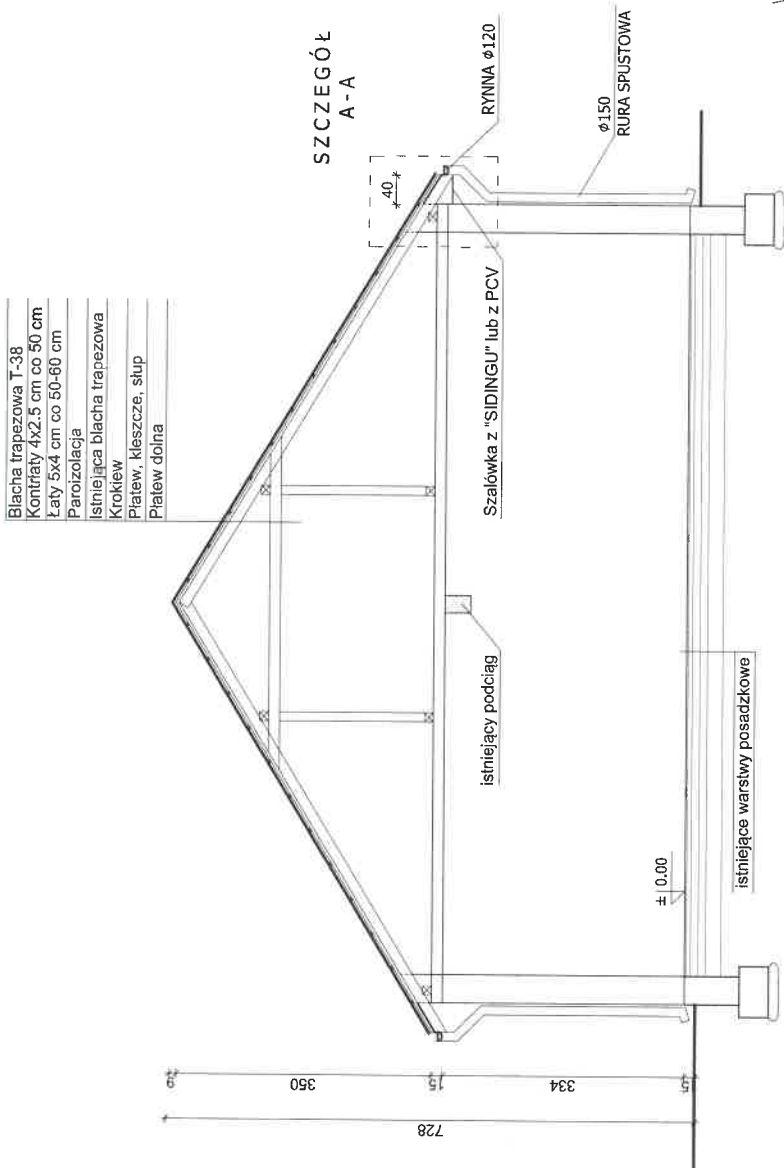 Blacha trapezowa T-38
Kontrłaty 4x2.5 cm co 50 cm
Łaty 5x4 cm co 50-60 cm
Paroizolacja
Istniejąca blacha trapezowa
Krokiew
Płatew, kleszcze, słup
Płatew dolna
SZCZEGÓŁ
A-A
40
RYNNA ϕ120
ϕ150
RURA SPUSTOWA
Szalówka z "SIDINGU" lub z PCV
istniejący podciąg
± 0.00
istniejące warstwy posadzkowe
350
15
334
728